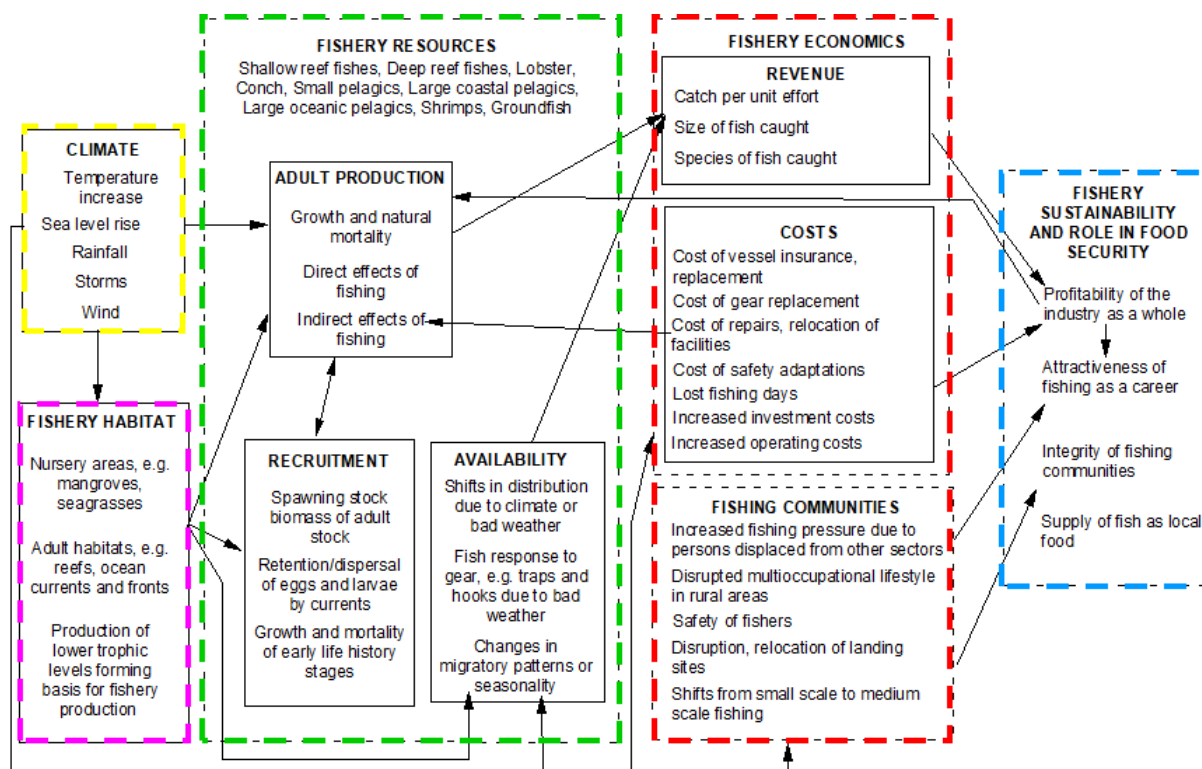 CLIMATE
Temperature
increase
Sea level rise
Rainfall
Storms
Wind
FISHERY HABITAT
Nursery areas, e.g.
mangroves,
seagrasses
Adult habitats, e.g.
reefs, ocean
currents and fronts
Production of
lower trophic
levels forming
basis for fishery
production
FISHERY RESOURCES
Shallow reef fishes, Deep reef fishes, Lobster,
Conch, Small pelagics, Large coastal pelagics,
Large oceanic pelagics, Shrimps, Groundfish
ADULT PRODUCTION
Growth and natural
mortality
Direct effects of
fishing
Indirect effects of
fishing
RECRUITMENT
Spawning stock
biomass of adult
stock
Retention/dispersal
of eggs and larvae
by currents
Growth and mortality
of early life history
stages
AVAILABILITY
Shifts in distribution
due to climate or
bad weather
Fish response to
gear, e.g. traps and
hooks due to bad
weather
Changes in
migratory patterns or
seasonality
FISHERY ECONOMICS
REVENUE
Catch per unit effort
Size of fish caught
Species of fish caught
COSTS
Cost of vessel insurance,
replacement
Cost of gear replacement
Cost of repairs, relocation of
facilities
Cost of safety adaptations
Lost fishing days
Increased investment costs
Increased operating costs
FISHING COMMUNITIES
Increased fishing pressure due to
persons displaced from other sectors
Disrupted multioccupational lifestyle
in rural areas
Safety of fishers
Disruption, relocation of landing
sites
Shifts from small scale to medium
scale fishing
FISHERY
SUSTAINABILITY
AND ROLE IN FOOD
SECURITY
Profitability of the
industry as a whole
Attractiveness of
fishing as a career
Integrity of fishing
communities
Supply of fish as local
food